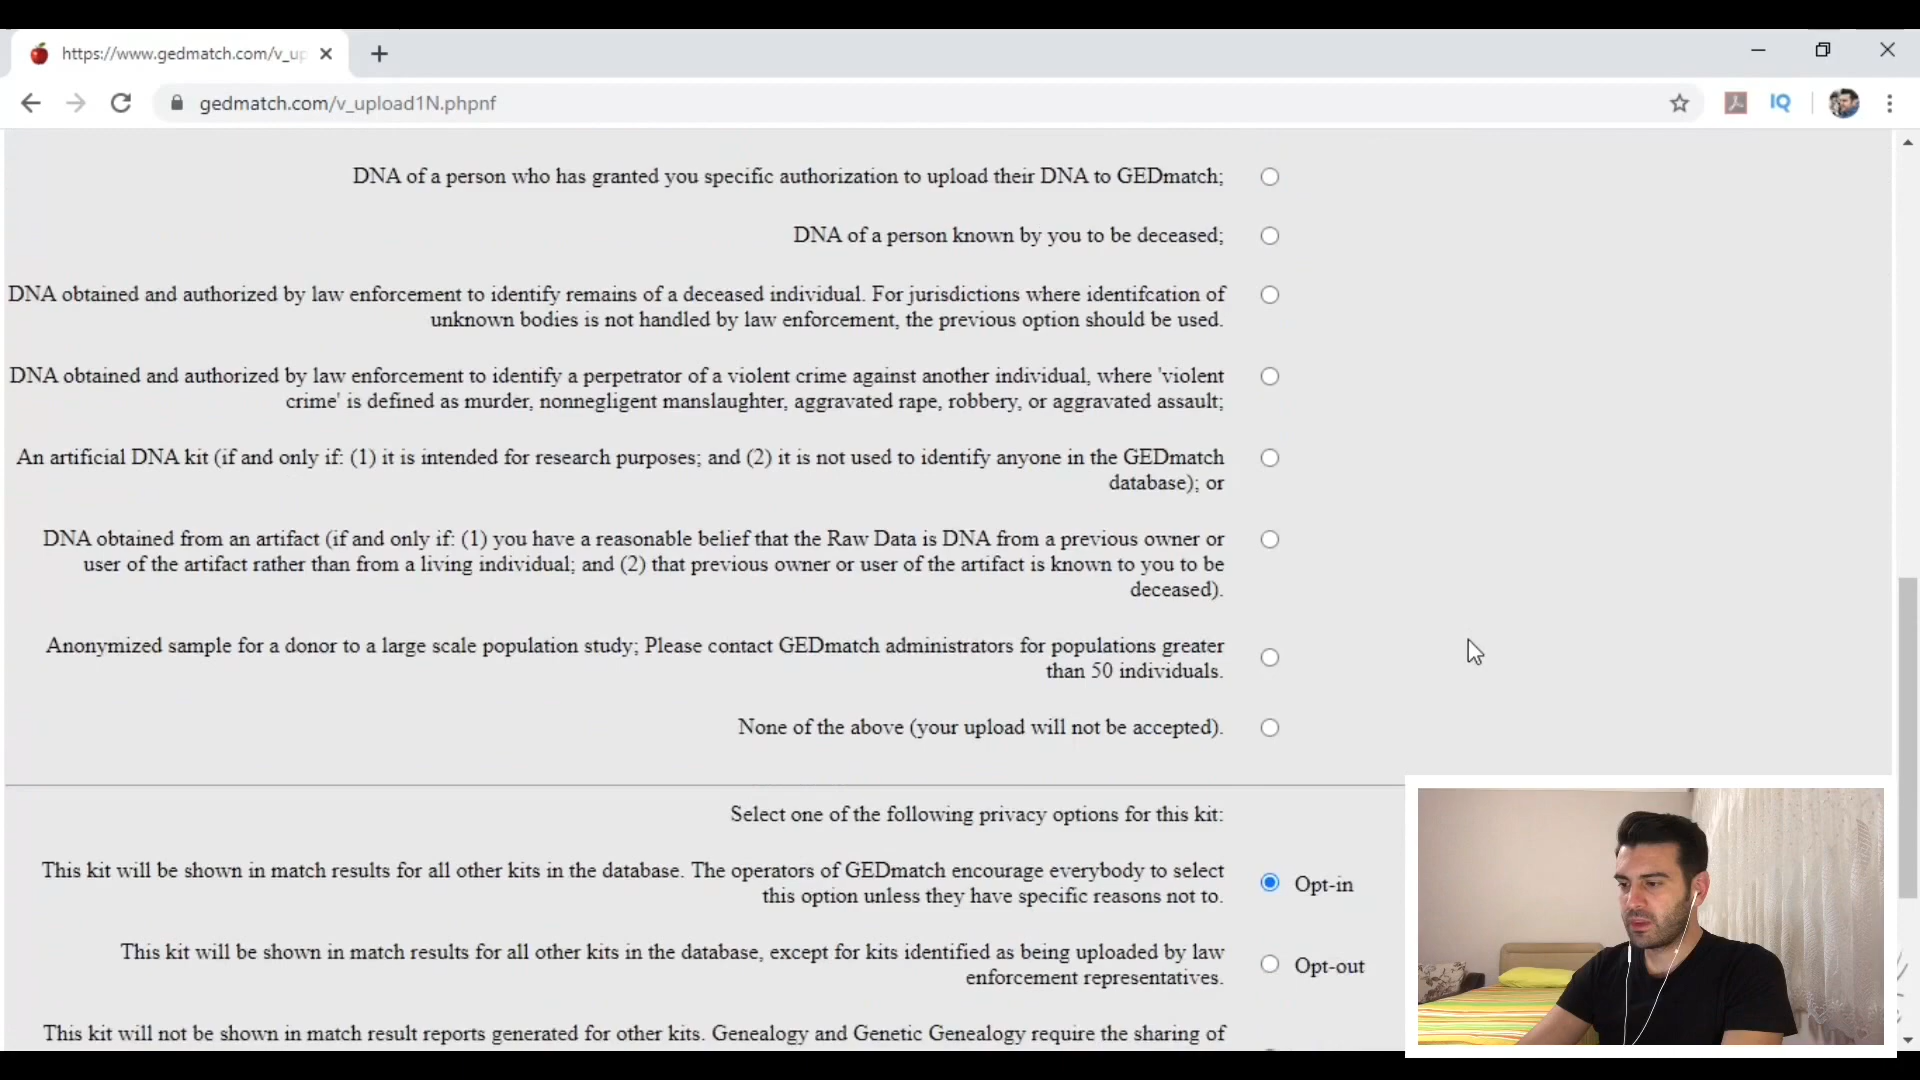 https://www.gedmatch.com/v_up
gedmatch.com/v_upload1N.phpnf
IQ
DNA of a person who has granted you specific authorization to upload their DNA to GEDmatch;
DNA of a person known by you to be deceased;
DNA obtained and authorized by law enforcement to identify remains of a deceased individual. For jurisdictions where identifcation of
unknown bodies is not handled by law enforcement, the previous option should be used.
DNA obtained and authorized by law enforcement to identify a perpetrator of a violent crime against another individual, where 'violent
crime' is defined as murder, nonnegligent manslaughter, aggravated rape, robbery, or aggravated assault;
An artificial DNA kit (if and only if: (1) it is intended for research purposes; and (2) it is not used to identify anyone in the GEDmatch
database); or
DNA obtained from an artifact (if and only if: (1) you have a reasonable belief that the Raw Data is DNA from a previous owner or
user of the artifact rather than from a living individual; and (2) that previous owner or user of the artifact is known to you to be
deceased).
Anonymized sample for a donor to a large scale population study; Please contact GEDmatch administrators for populations greater
than 50 individuals.
None of the above (your upload will not be accepted).
Select one of the following privacy options for this kit:
This kit will be shown in match results for all other kits in the database. The operators of GEDmatch encourage everybody to select
this option unless they have specific reasons not to.
Opt-in
This kit will be shown in match results for all other kits in the database, except for kits identified as being uploaded by law
enforcement representatives.
Opt-out
This kit will not be shown in match result reports generated for other kits. Genealogy and Genetic Genealogy require the sharing of